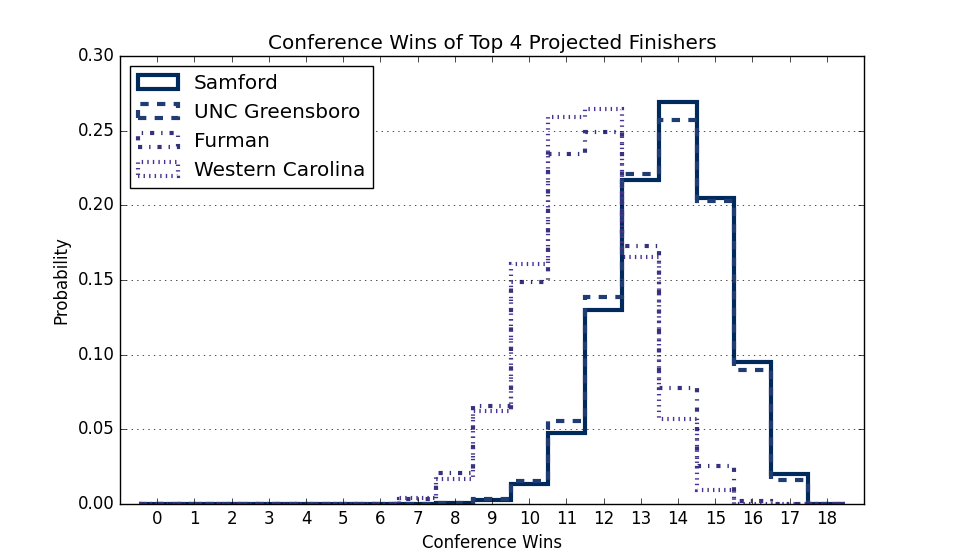 Conference Wins of Top 4 Projected Finishers
0.30
0.25
0.20
0.15
0.10
0.05
0.00
Probability
Samford
UNC Greensboro
Furman
Western Carolina
0 1 2 3 4 5 6 7 8 9 10 11 12 13 14 15 16 17 18
Conference Wins